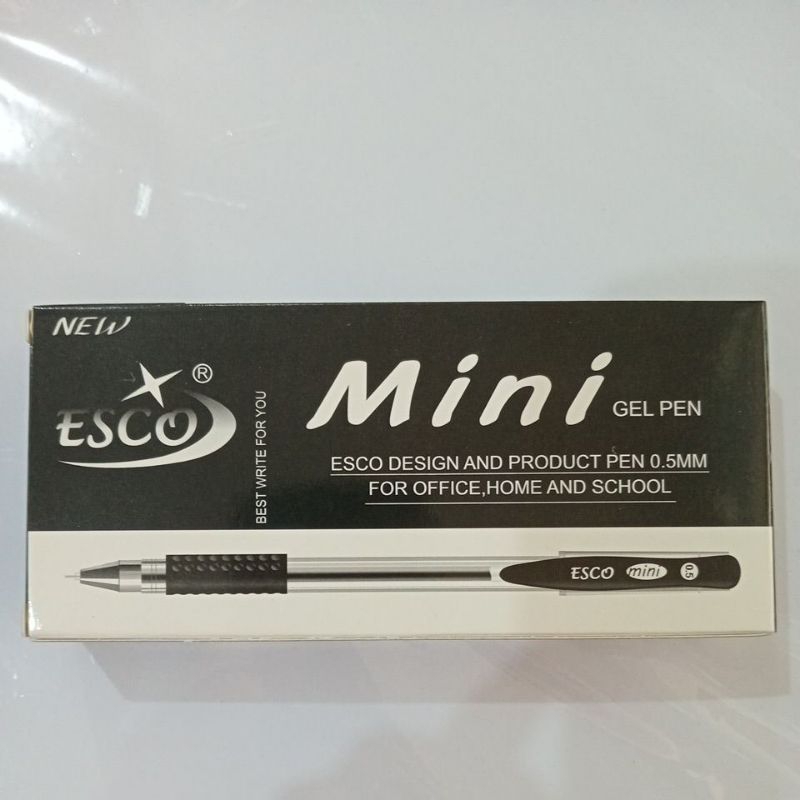 NEW
ESCO ®
BEST WRITE FOR YOU
Mini GEL PEN
ESCO DESIGN AND PRODUCT PEN 0.5MM
FOR OFFICE,HOME AND SCHOOL
ESCO mini 0.5